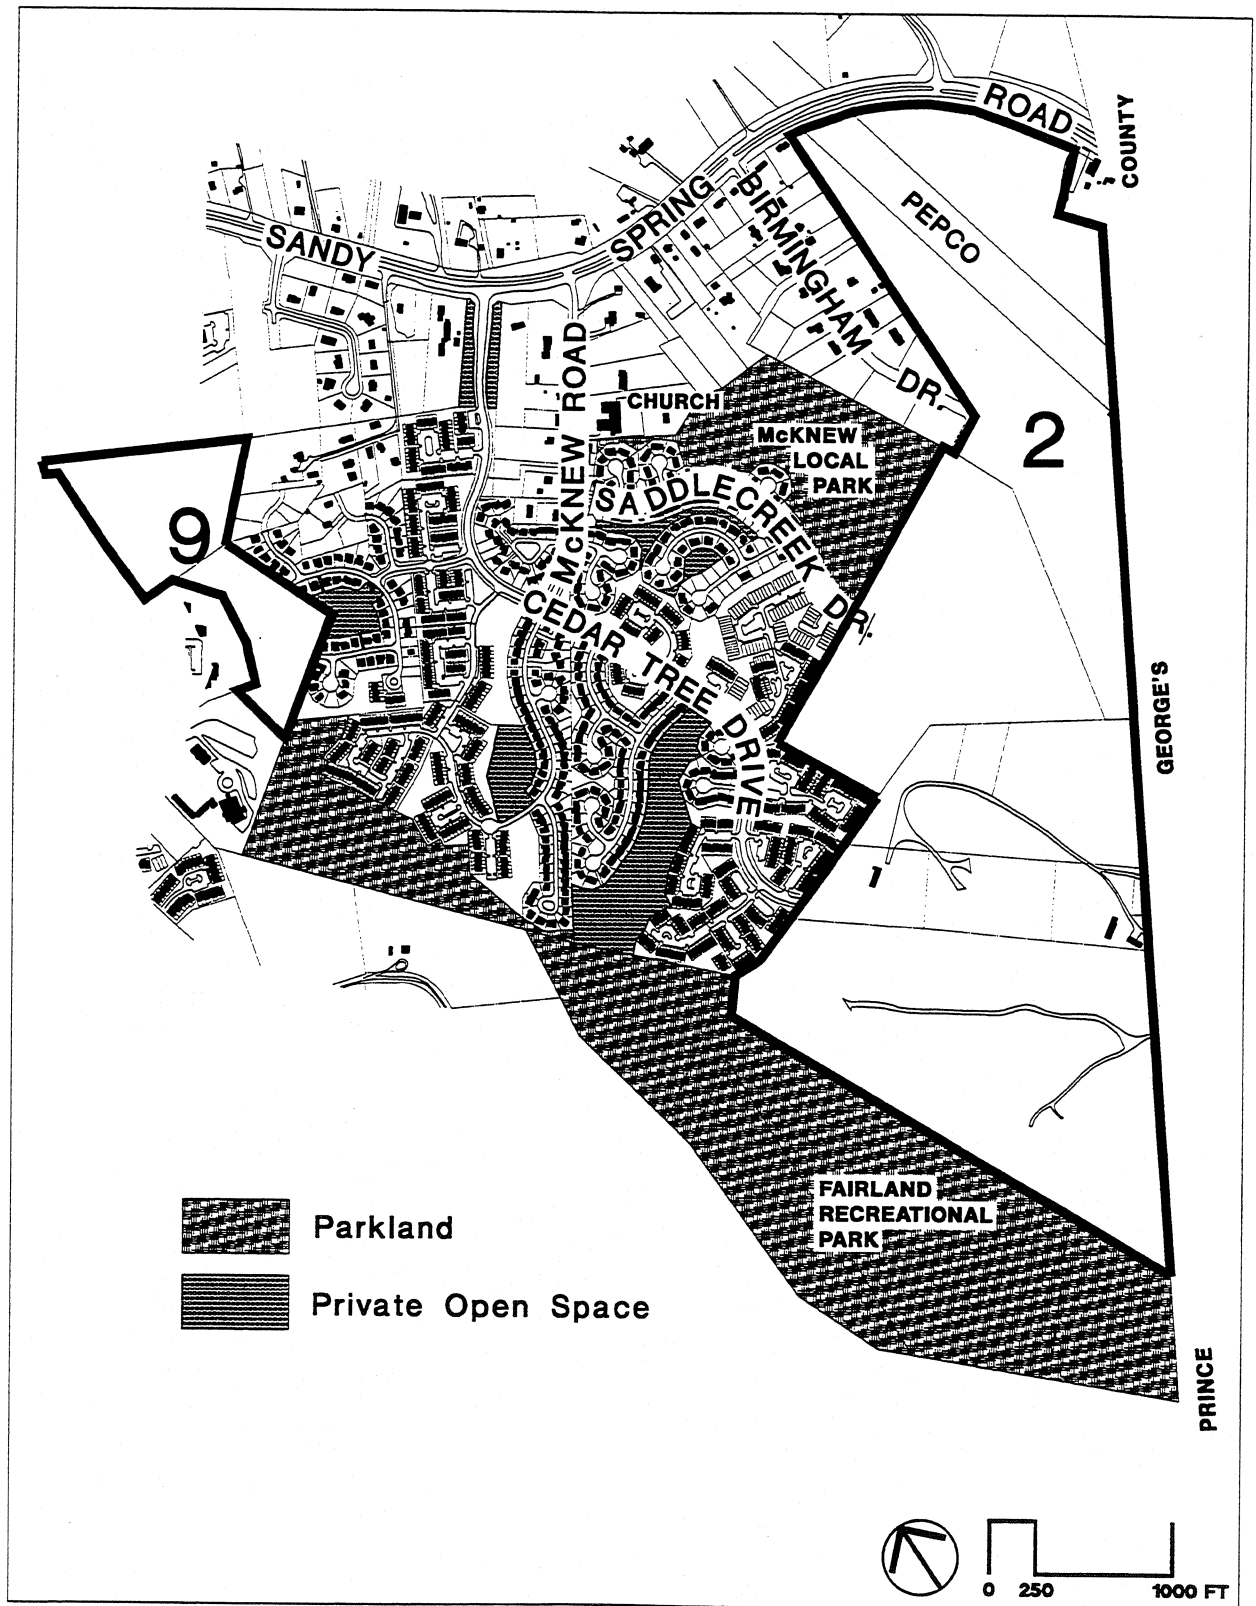 ROAD
COUNTY
PEPCO
SPRING
BIRMINGHAM
DR.
SANDY
McKNEW ROAD
CHURCH
2
McKNEW
LOCAL
PARK
SADDLECREEK DR.
9
CEDAR TREE DRIVE
GEORGE'S
FAIRLAND
RECREATIONAL
PARK
Parkland
Private Open Space
PRINCE
0 250 1000 FT